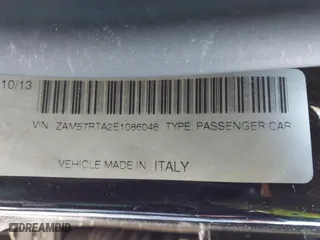 10/13
VIN ZAM57RTA2E1086046 TYPE PASSENGER CAR
VEHICLE MADE IN ITALY
DREAMBID